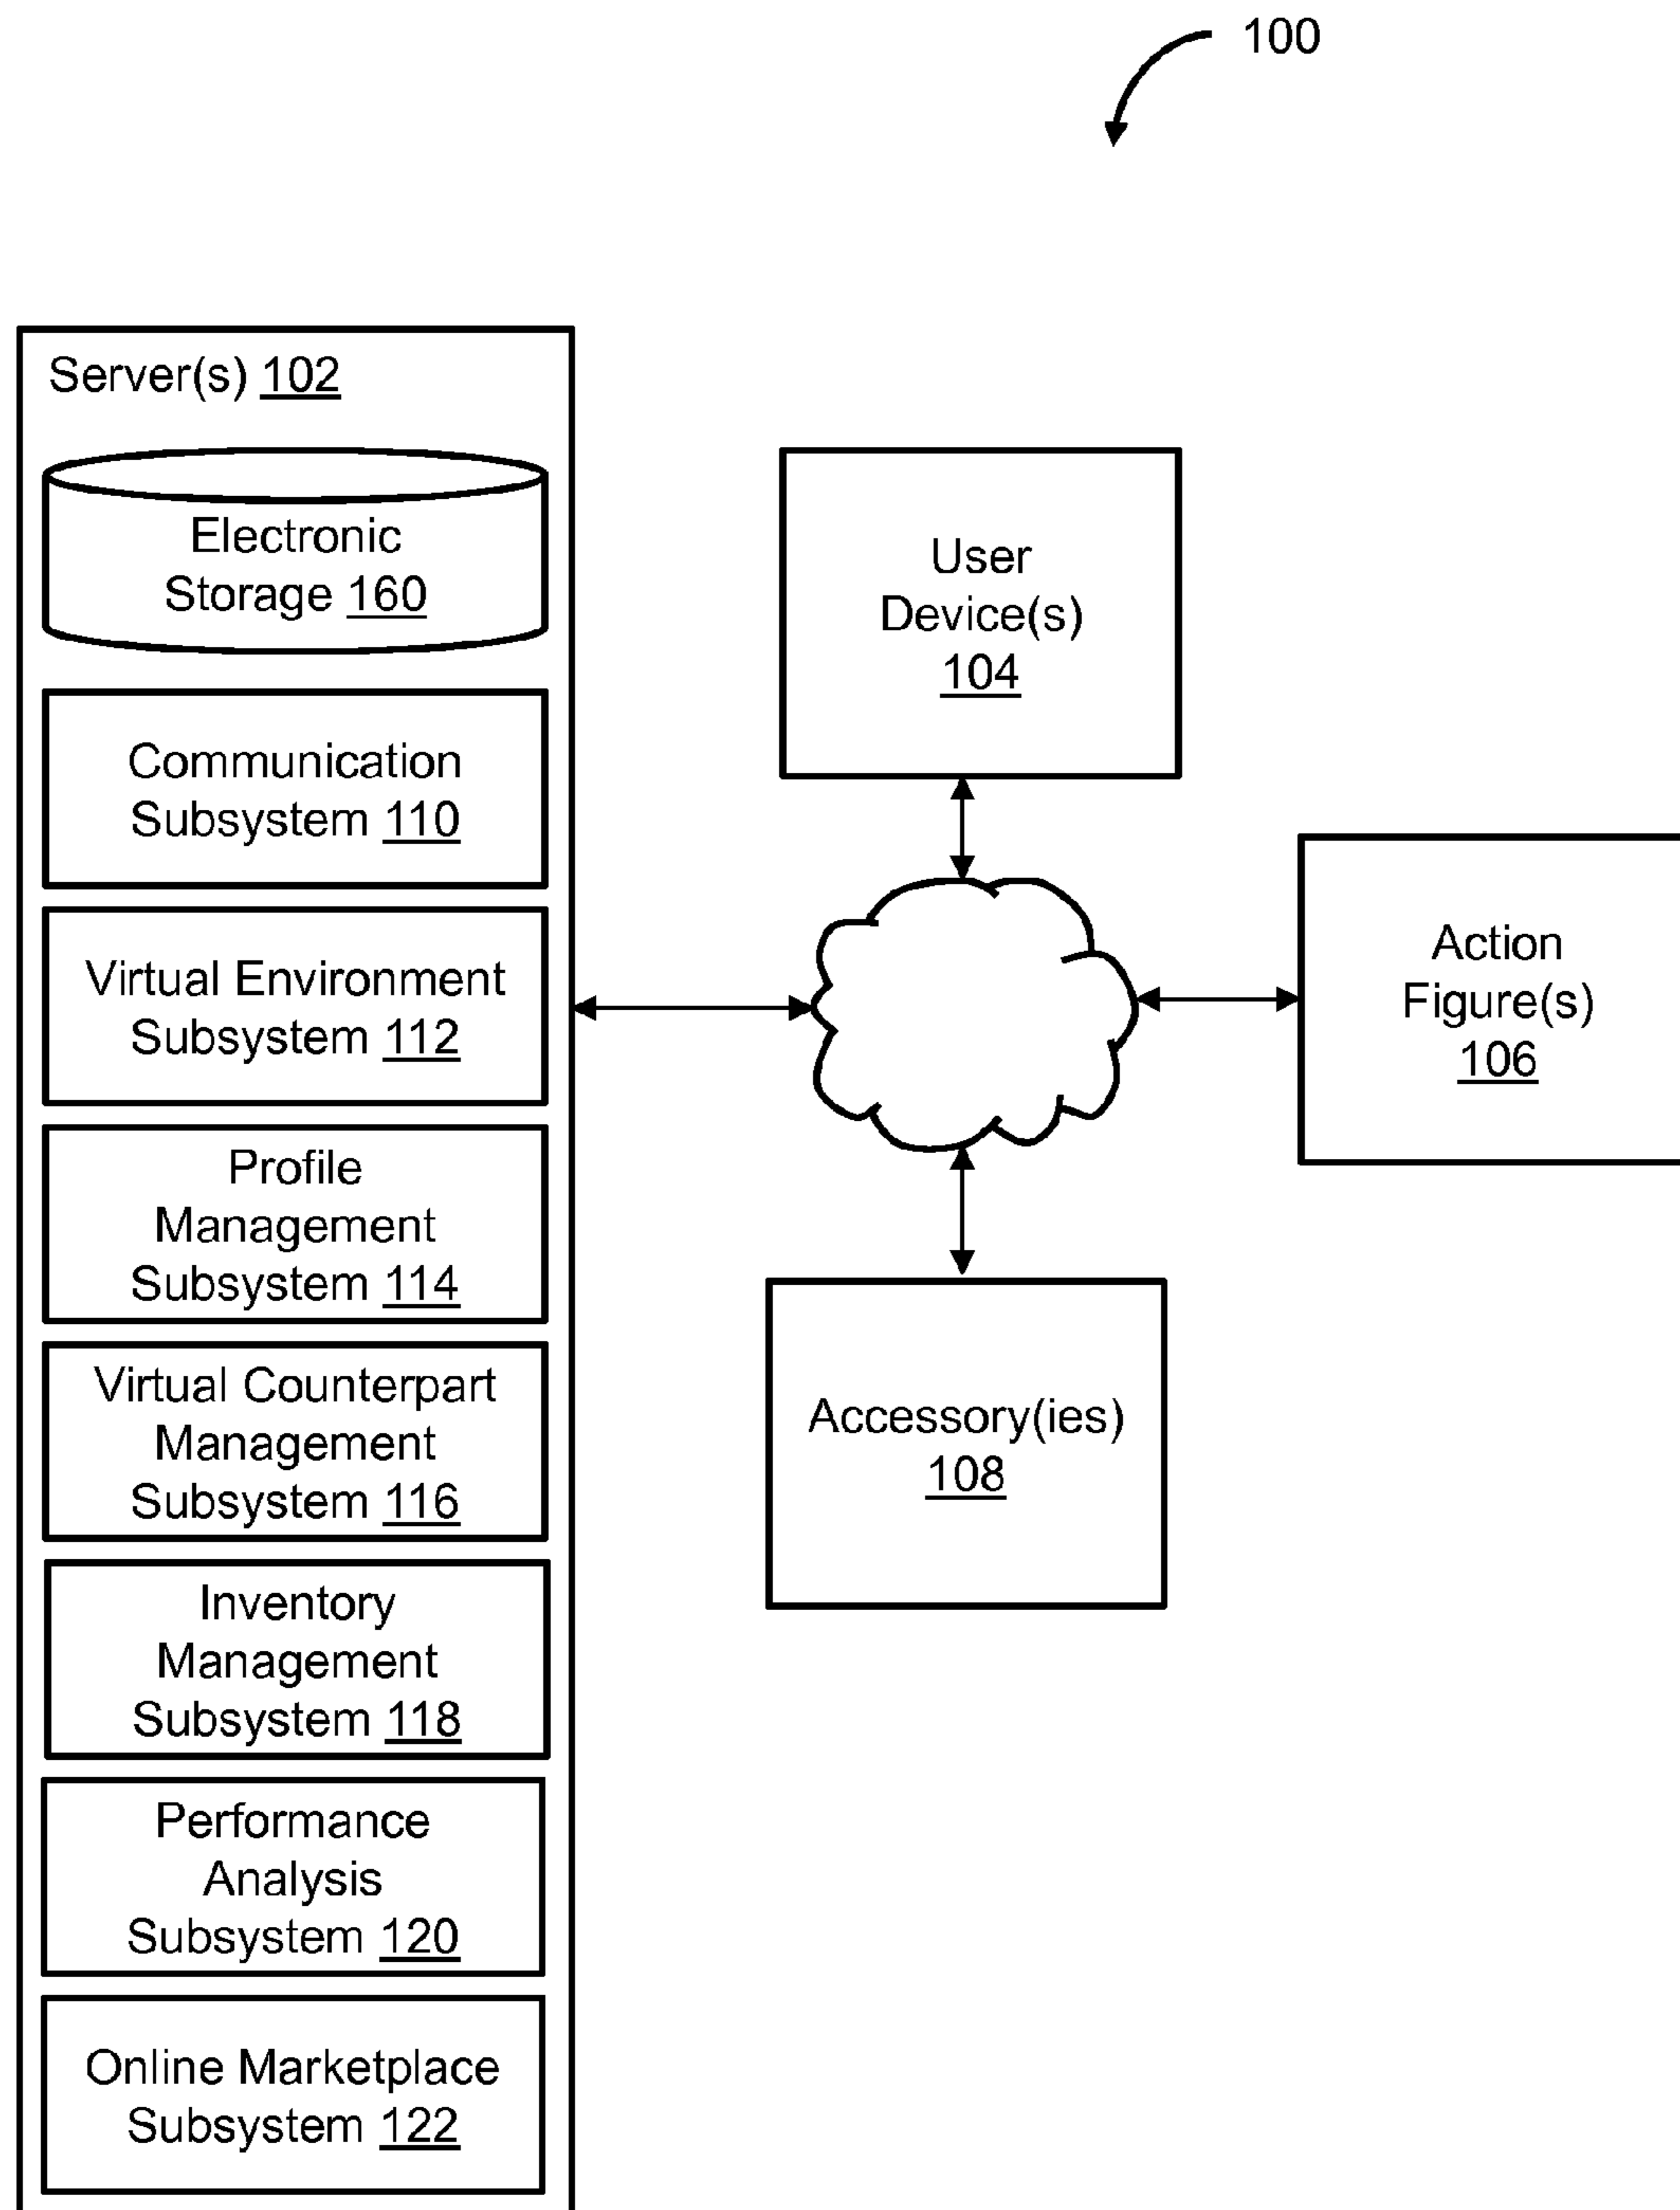 100
Server(s) 102
Electronic
Storage 160
Communication
Subsystem 110
Virtual Environment
Subsystem 112
Profile
Management
Subsystem 114
Virtual Counterpart
Management
Subsystem 116
Inventory
Management
Subsystem 118
Performance
Analysis
Subsystem 120
Online Marketplace
Subsystem 122
User
Device(s)
104
Action
Figure(s)
106
Accessory(ies)
108